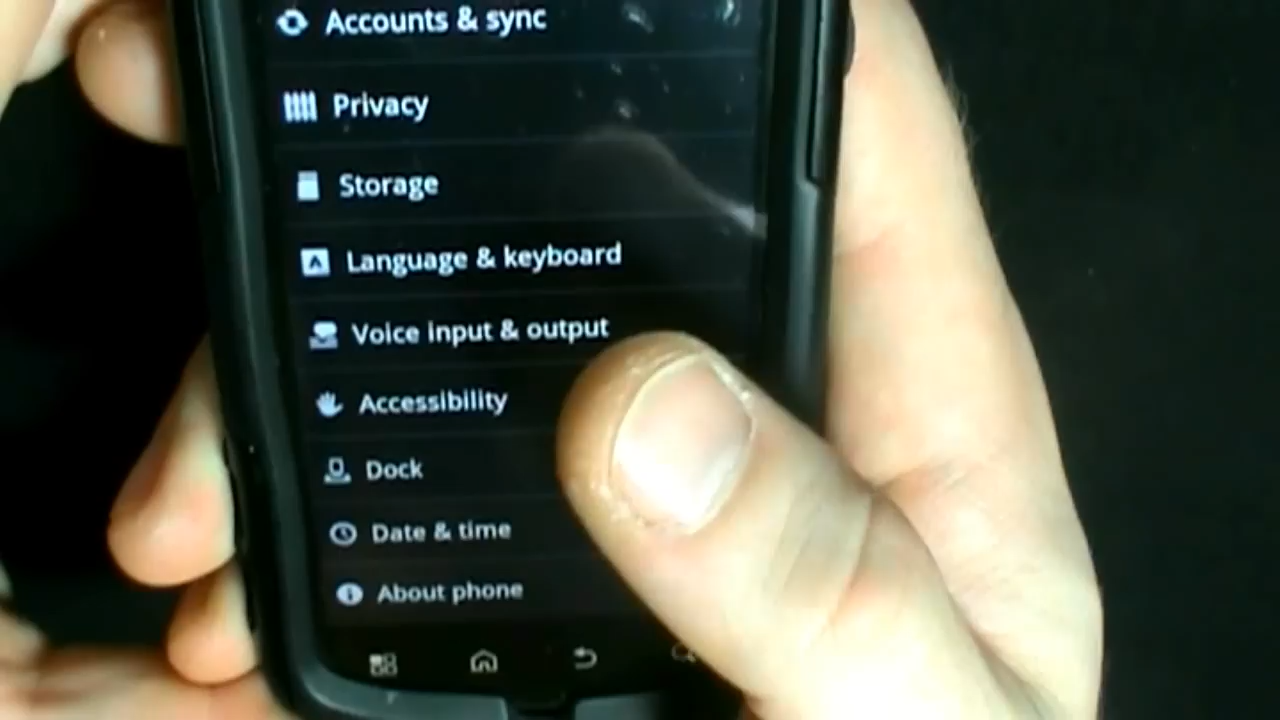 Accounts & sync
Privacy
Storage
Language & keyboard
Voice input & output
Accessibility
Dock
Date & time
About phone